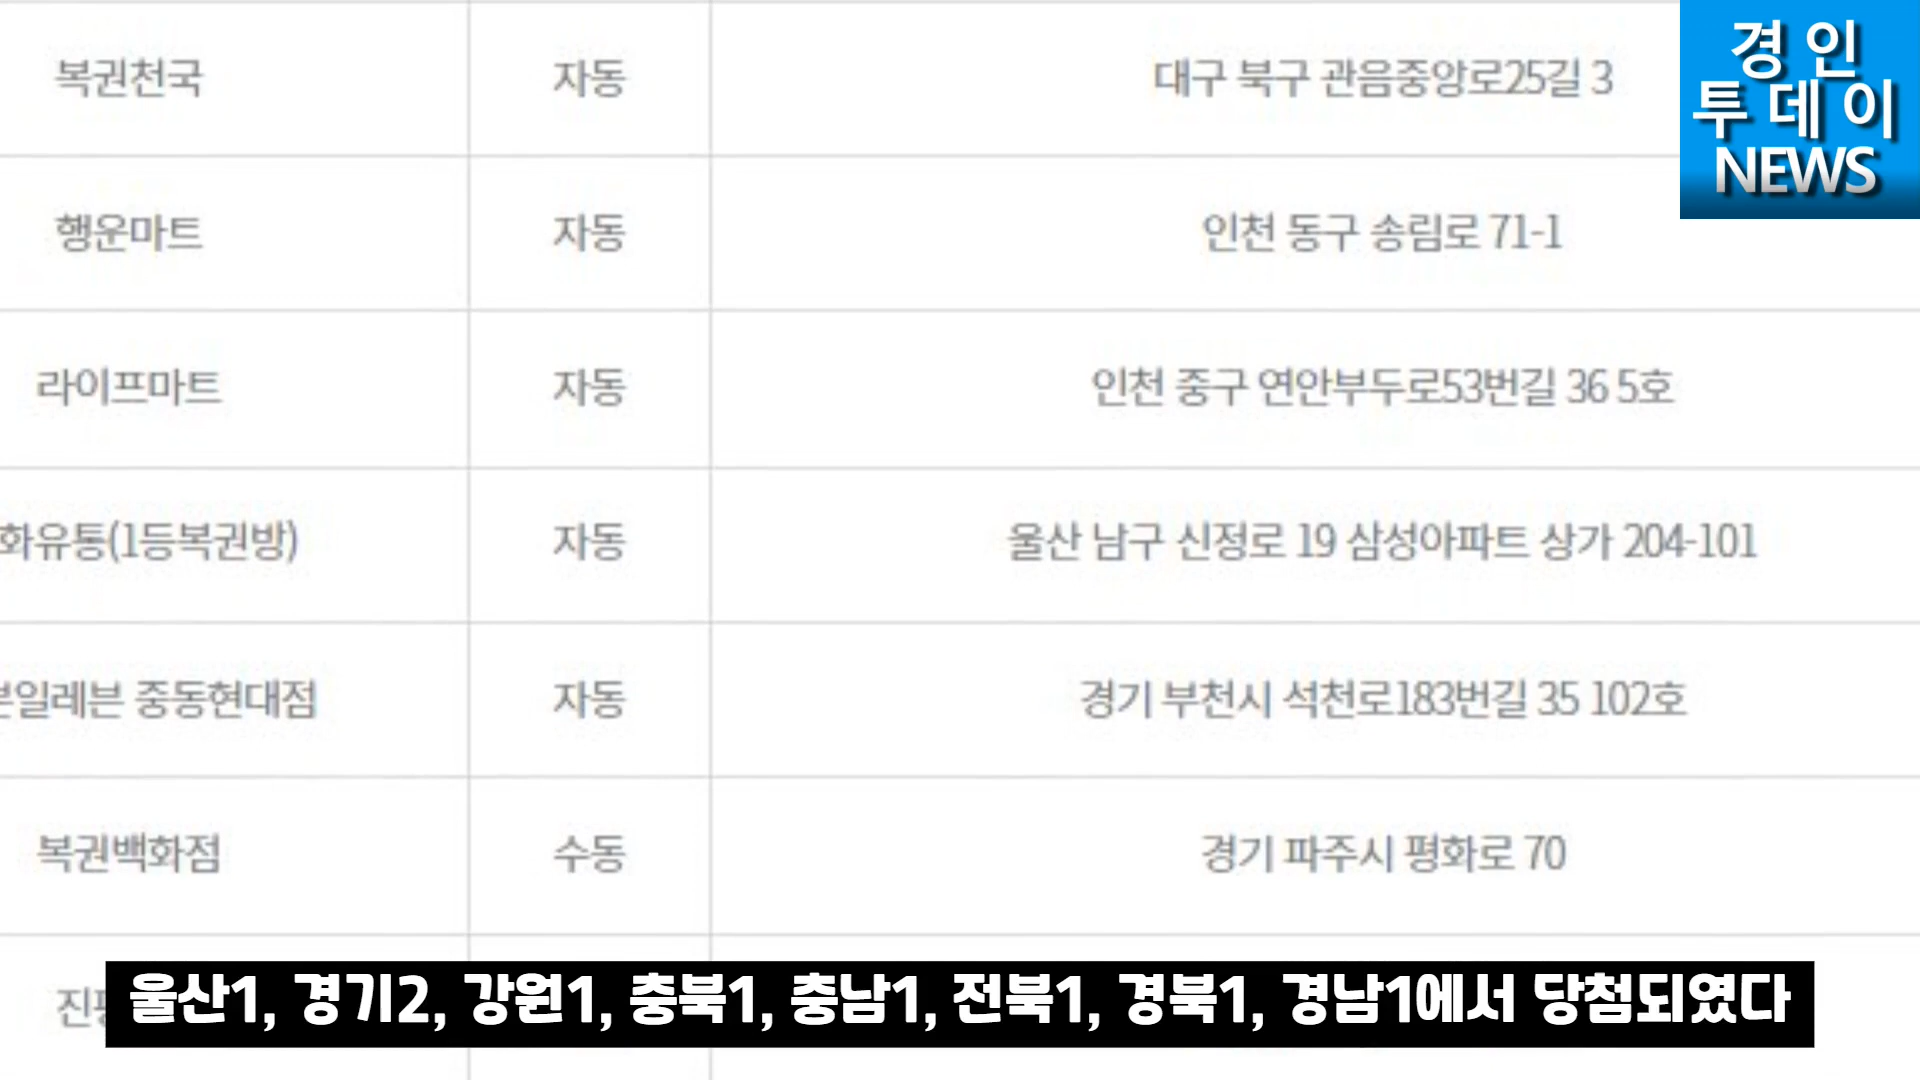 복권천국 자동 대구 북구 관음중앙로25길 3
경인
투데이
NEWS
행운마트 자동 인천 동구 송림로 71-1
라이프마트 자동 인천 중구 연안부두로53번길 36 5호
화유통(1등복권방) 자동 울산 남구 신정로 19 삼성아파트 상가 204-101
일레븐 중동현대점 자동 경기 부천시 석천로183번길 35 102호
복권백화점 수동 경기 파주시 평화로 70
울산1, 경기2, 강원1, 충북1, 충남1, 전북1, 경북1, 경남1에서 당첨되였다